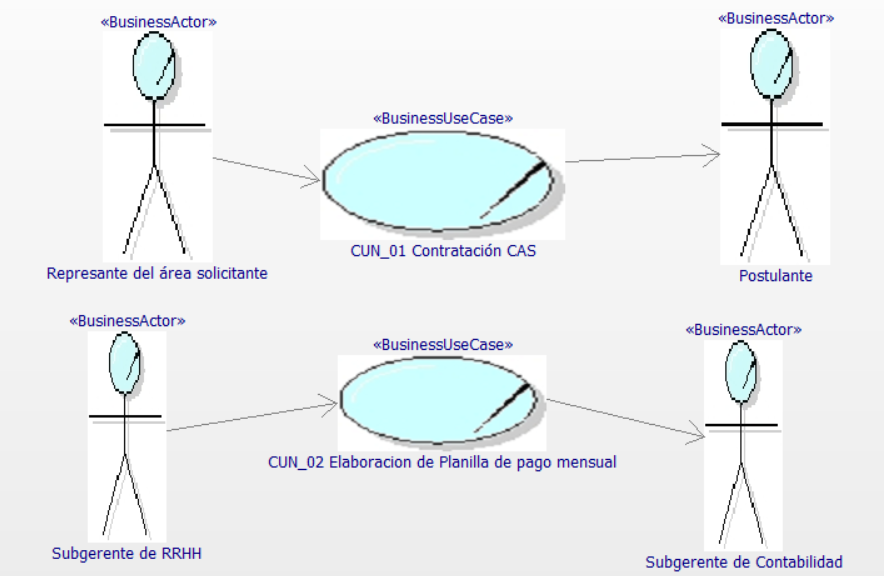 «BusinessActor»
«BusinessActor»
«BusinessUseCase»
CUN_01 Contratación CAS
Represante del área solicitante
Postulante
«BusinessActor»
«BusinessActor»
«BusinessUseCase»
CUN_02 Elaboracion de Planilla de pago mensual
Subgerente de RRHH
Subgerente de Contabilidad